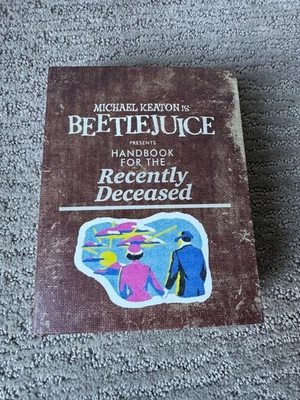 MICHAEL KEATON IS
BEETLEJUICE
PRESENTS
HANDBOOK
FOR THE
Recently
Deceased